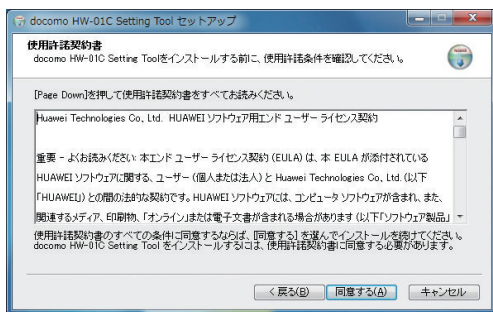 docomo HW-01C Setting Tool セットアップ
使用許諾契約書
docomo HW-01C Setting Toolをインストールする前に、使用許諾条件を確認してください。
[Page Down]を押して使用許諾契約書をすべてお読みください。
Huawei Technologies Co., Ltd. HUAWEI ソフトウェア用エンド ユーザー ライセンス契約
重要 – よくお読みください: 本エンド ユーザー ライセンス契約 (EULA) は、本 EULA が添付されている
HUAWEI ソフトウェアに関する、ユーザー (個人または法人) と Huawei Technologies Co., Ltd. (以下
「HUAWEI」) との間の法的な契約です。HUAWEI ソフトウェアには、コンピュータ ソフトウェアが含まれ、また、
関連するメディア、印刷物、「オンライン」または電子文書が含まれる場合があります (以下「ソフトウェア製品」
使用許諾契約書のすべての条件に同意するならば、[同意する] を選んでインストールを続けてください。
docomo HW-01C Setting Tool をインストールするには、使用許諾契約書に同意する必要があります。
< 戻る(B)
同意する(A)
キャンセル